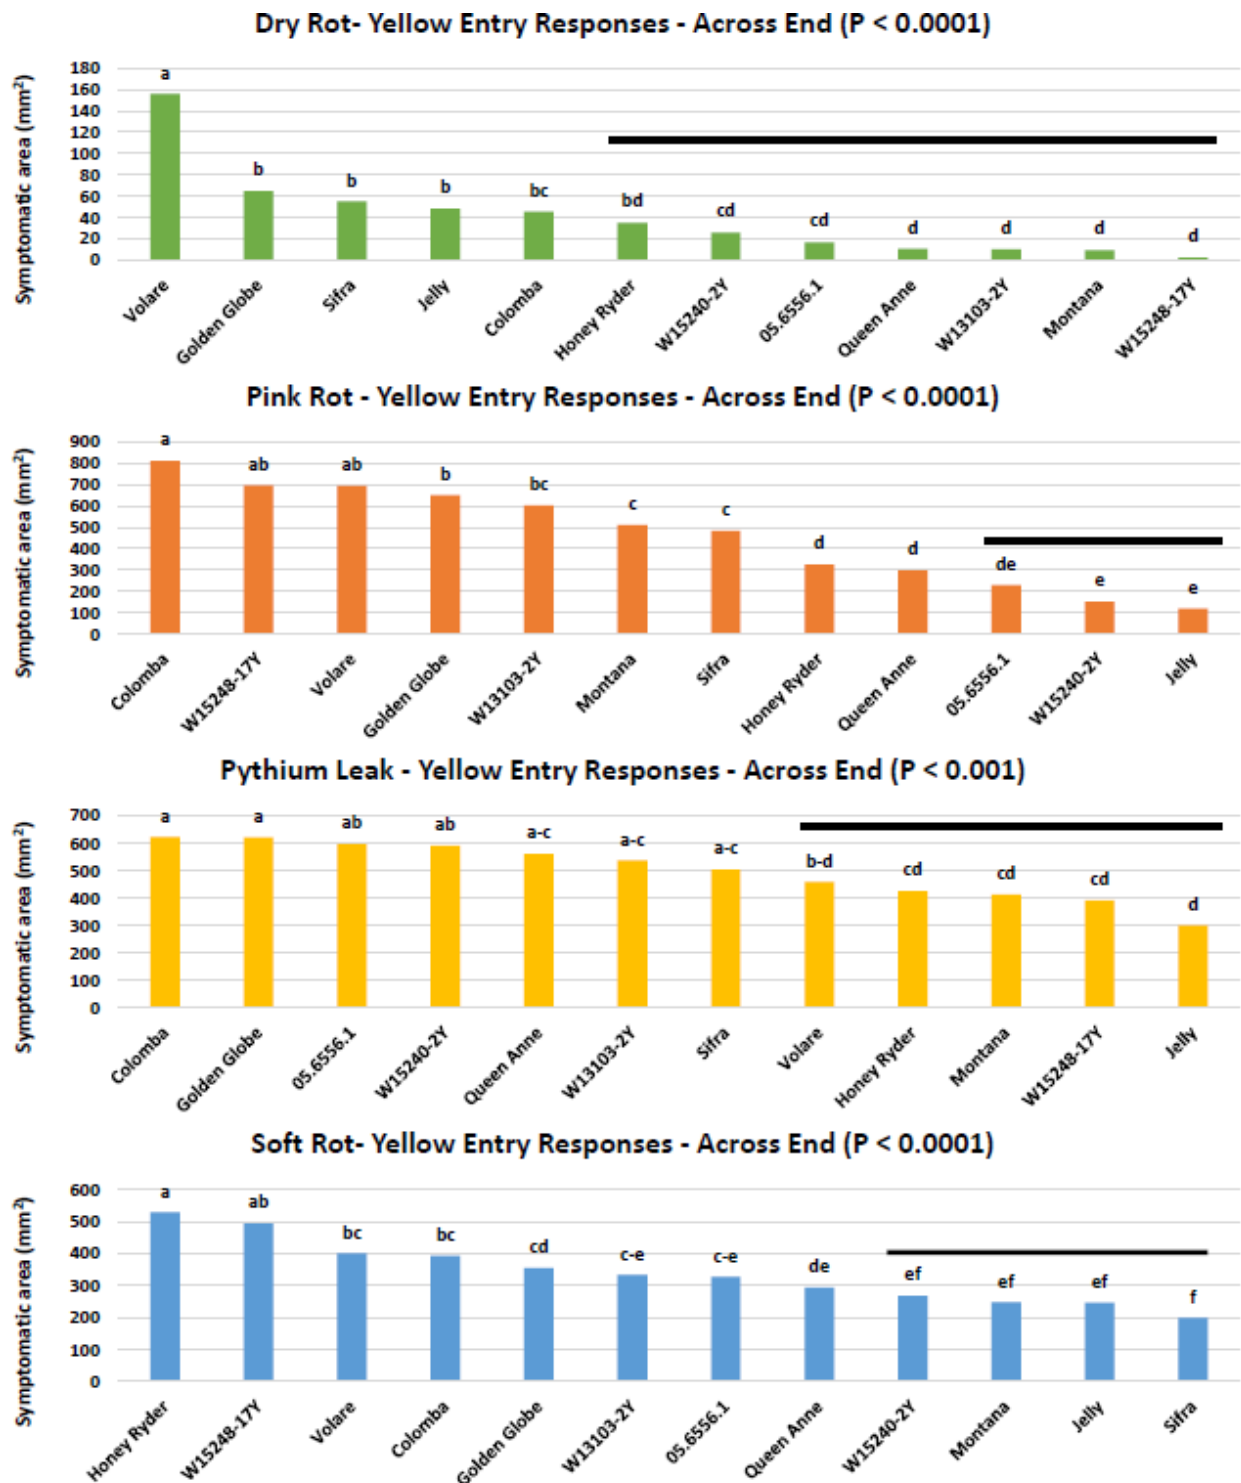 Dry Rot- Yellow Entry Responses - Across End (P < 0.0001)
Symptomatic area (mm²)
180
160
140
120
100
80
60
40
20
0
a
b
b
b
bc
bd
cd
cd
d
d
d
d
Volare
Golden Globe
Sifra
Jelly
Colomba
Honey Ryder
W15240-2Y
05.6556.1
Queen Anne
W13103-2Y
Montana
W15248-17Y
Pink Rot - Yellow Entry Responses - Across End (P < 0.0001)
Symptomatic area (mm²)
900
800
700
600
500
400
300
200
100
0
a
ab
ab
b
bc
c
c
d
d
de
e
e
Colomba
W15248-17Y
Volare
Golden Globe
W13103-2Y
Montana
Sifra
Honey Ryder
Queen Anne
05.6556.1
W15240-2Y
Jelly
Pythium Leak - Yellow Entry Responses - Across End (P < 0.001)
Symptomatic area (mm²)
700
600
500
400
300
200
100
0
a
a
ab
ab
a-c
a-c
a-c
b-d
cd
cd
cd
d
Colomba
Golden Globe
05.6556.1
W15240-2Y
Queen Anne
W13103-2Y
Sifra
Volare
Honey Ryder
Montana
W15248-17Y
Jelly
Soft Rot- Yellow Entry Responses - Across End (P < 0.0001)
Symptomatic area (mm²)
600
500
400
300
200
100
0
a
ab
bc
bc
cd
c-e
c-e
de
ef
ef
ef
f
Honey Ryder
W15248-17Y
Volare
Colomba
Golden Globe
W13103-2Y
05.6556.1
Queen Anne
W15240-2Y
Montana
Jelly
Sifra